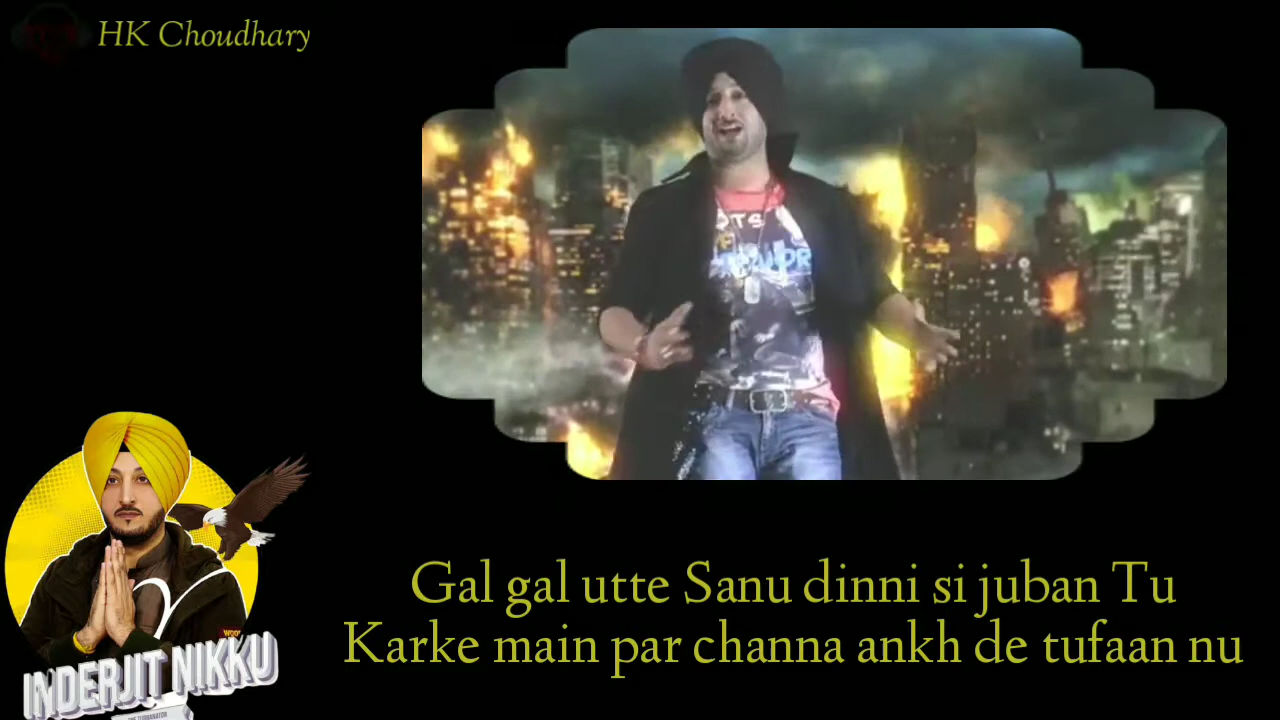 HK Choudhary
Gal gal utte Sanu dinni si juban Tu
Karke main par channa ankh de tufaan nu
INDERJIT NIKKU